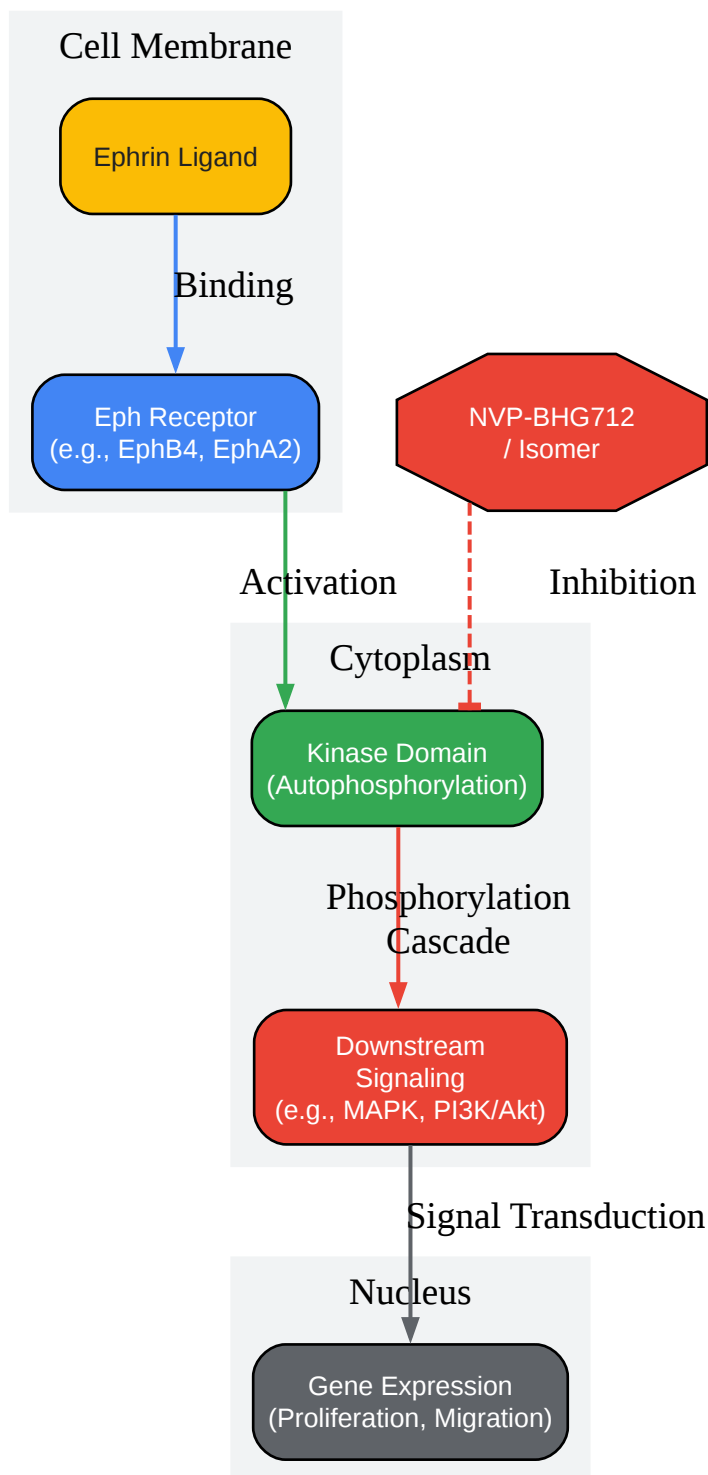 Cell Membrane
Ephrin Ligand
Binding
Eph Receptor
(e.g., EphB4, EphA2)
NVP-BHG712
/ Isomer
Activation
Inhibition
Cytoplasm
Kinase Domain
(Autophosphorylation)
Phosphorylation
Cascade
Downstream
Signaling
(e.g., MAPK, PI3K/Akt)
Signal Transduction
Nucleus
Gene Expression
(Proliferation, Migration)